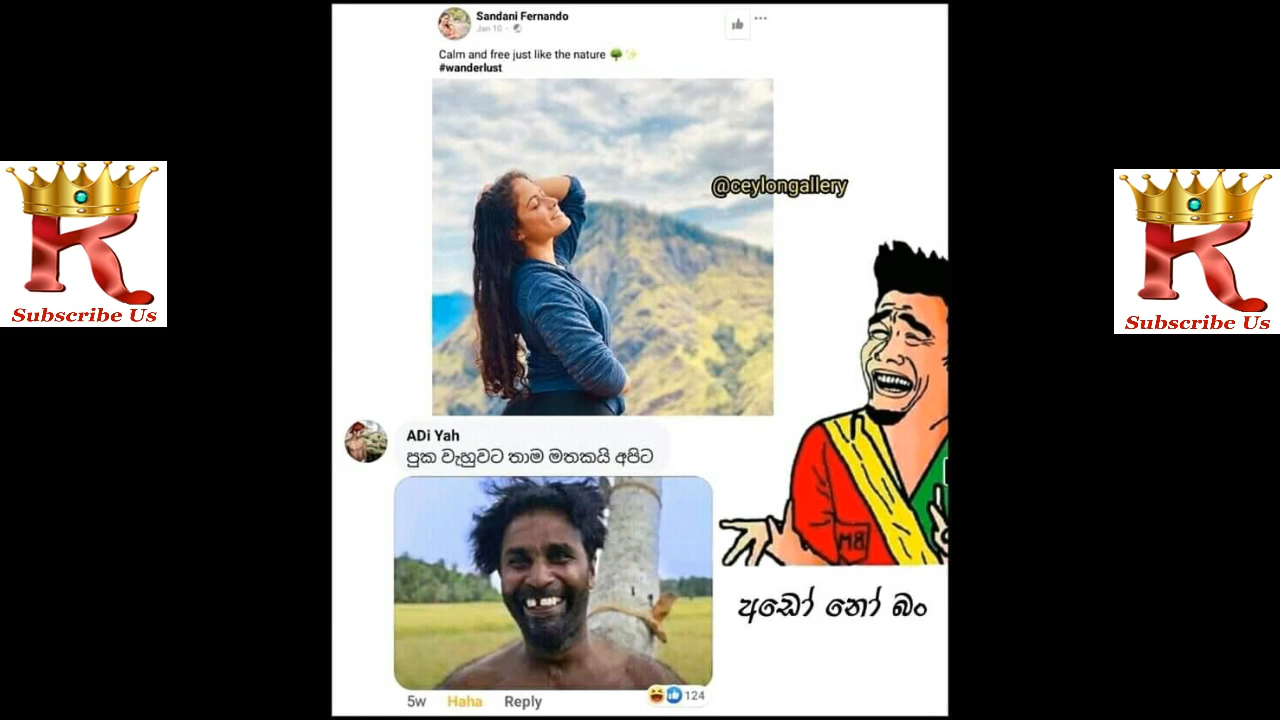 Sandani Fernando
Jan 10
Calm and free just like the nature 🌳✨
#wanderlust
@ceylongallery
Subscribe Us
Subscribe Us
ADi Yah
පුක වැහුවට තාම මතකයි අපිට
M8
අඩෝ නෝ බං
5w Haha Reply
124